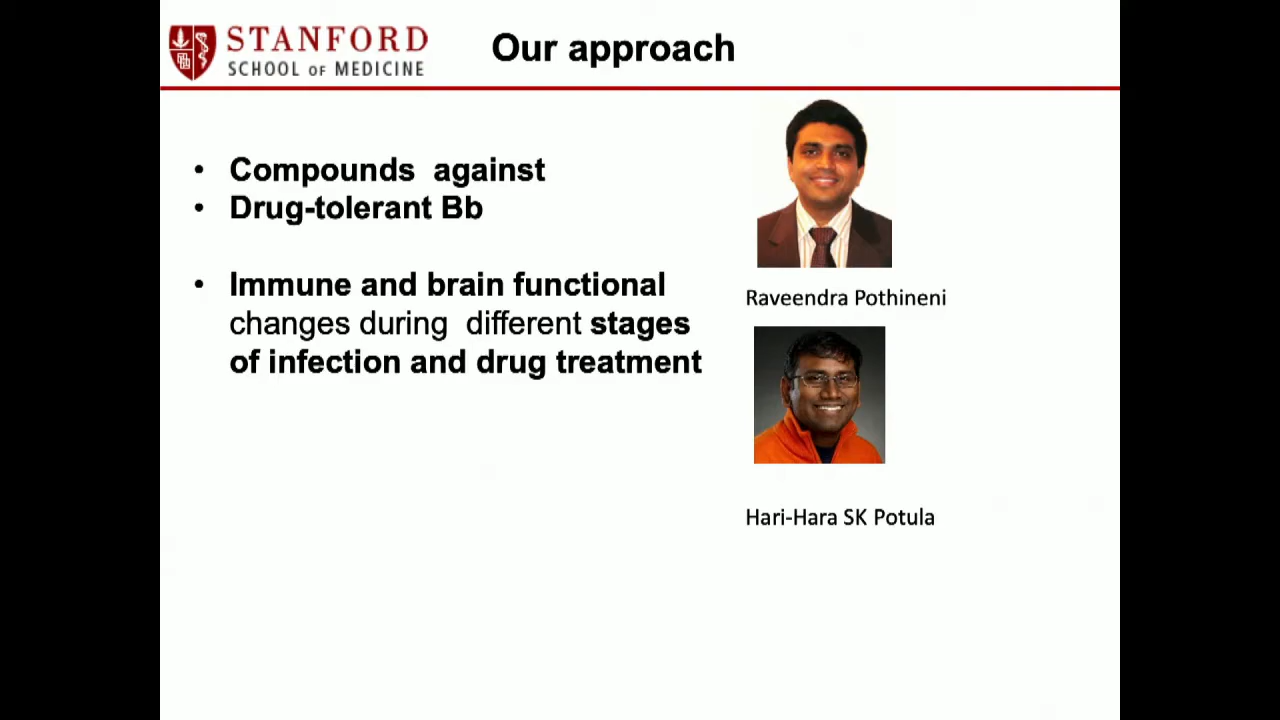 STANFORD
SCHOOL OF MEDICINE
Our approach
• Compounds  against
• Drug-tolerant Bb
• Immune and brain functional
changes during  different stages
of infection and drug treatment
Raveendra Pothineni
Hari-Hara SK Potula